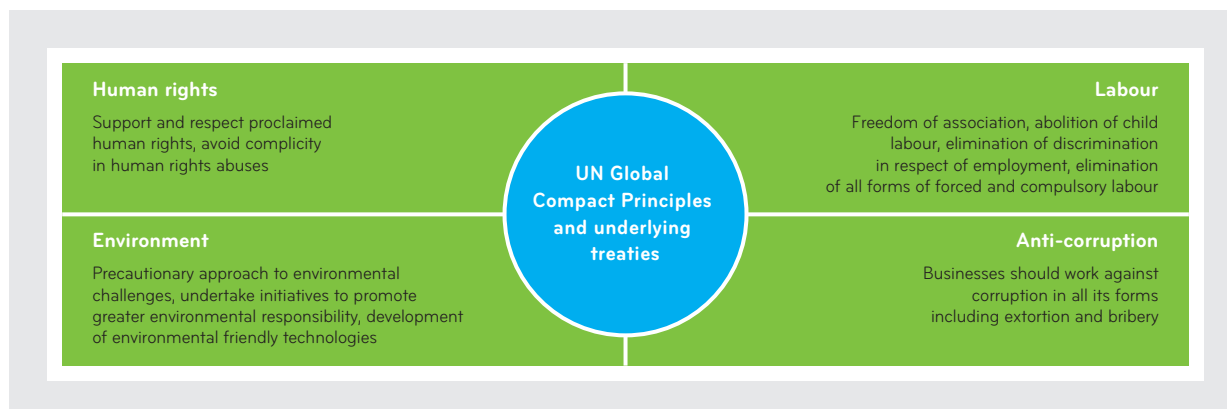 Human rights
Support and respect proclaimed
human rights, avoid complicity
in human rights abuses
Labour
Freedom of association, abolition of child
labour, elimination of discrimination
in respect of employment, elimination
of all forms of forced and compulsory labour
UN Global
Compact Principles
and underlying
treaties
Environment
Precautionary approach to environmental
challenges, undertake initiatives to promote
greater environmental responsibility, development
of environmental friendly technologies
Anti-corruption
Businesses should work against
corruption in all its forms
including extortion and bribery